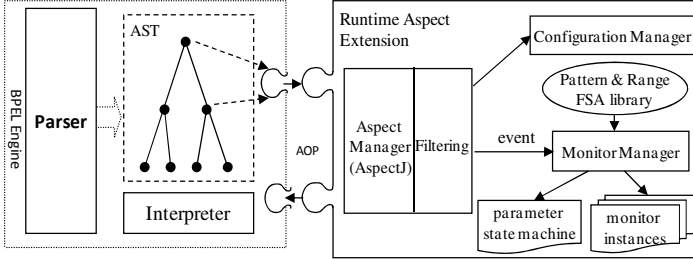 BPEL Engine
Parser
AST
Interpreter
AOP
Runtime Aspect
Extension
Aspect
Manager
(AspectJ)
Filtering
Configuration Manager
Pattern & Range
FSA library
event
Monitor Manager
parameter
state machine
monitor
instances